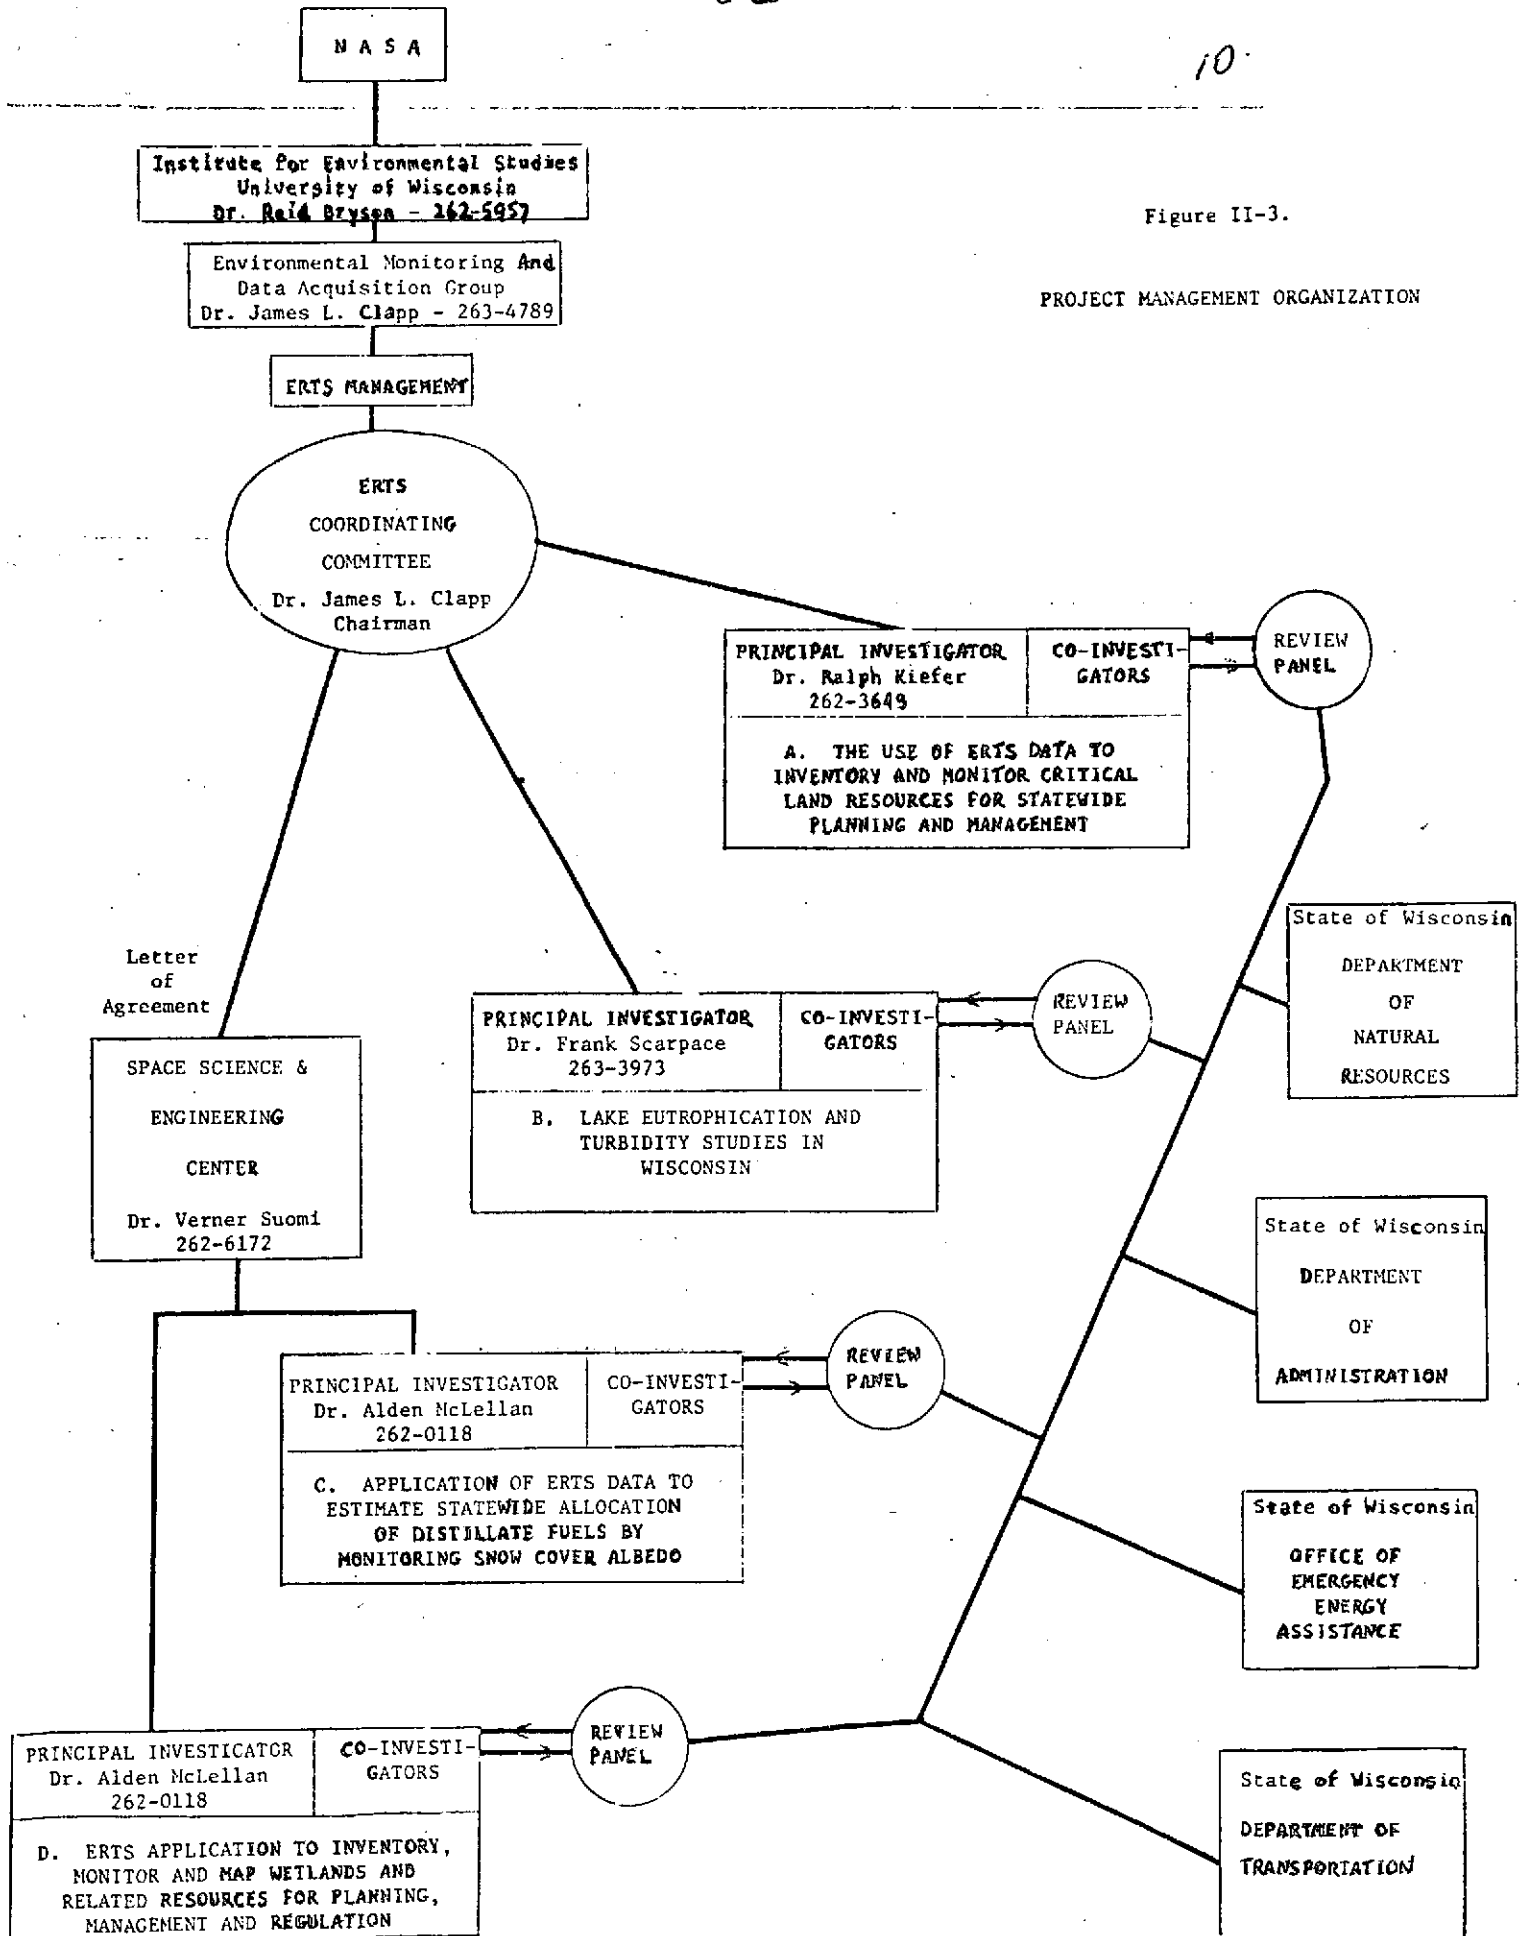 10.
N A S A
Institute for Environmental Studies
University of Wisconsin
Dr. Reid Bryson - 262-5957
Figure II-3.
Environmental Monitoring And
Data Acquisition Group
Dr. James L. Clapp - 263-4789
PROJECT MANAGEMENT ORGANIZATION
ERTS MANAGEMENT
ERTS
COORDINATING
COMMITTEE
Dr. James L. Clapp
Chairman
PRINCIPAL INVESTIGATOR
Dr. Ralph Kiefer
262-3649
CO-INVESTI-
GATORS
REVIEW
PANEL
A. THE USE OF ERTS DATA TO
INVENTORY AND MONITOR CRITICAL
LAND RESOURCES FOR STATEWIDE
PLANNING AND MANAGEMENT
State of Wisconsin
DEPARTMENT
OF
NATURAL
RESOURCES
Letter
of
Agreement
PRINCIPAL INVESTIGATOR
Dr. Frank Scarpace
263-3973
CO-INVESTI-
GATORS
REVIEW
PANEL
B. LAKE EUTROPHICATION AND
TURBIDITY STUDIES IN
WISCONSIN
SPACE SCIENCE &
ENGINEERING
CENTER
Dr. Verner Suomi
262-6172
State of Wisconsin
DEPARTMENT
OF
ADMINISTRATION
PRINCIPAL INVESTIGATOR
Dr. Alden McLellan
262-0118
CO-INVESTI-
GATORS
REVIEW
PANEL
C. APPLICATION OF ERTS DATA TO
ESTIMATE STATEWIDE ALLOCATION
OF DISTILLATE FUELS BY
MONITORING SNOW COVER ALBEDO
State of Wisconsin
OFFICE OF
EMERGENCY
ENERGY
ASSISTANCE
PRINCIPAL INVESTICATOR
Dr. Alden McLellan
262-0118
CO-INVESTI-
GATORS
REVIEW
PANEL
D. ERTS APPLICATION TO INVENTORY,
MONITOR AND MAP WETLANDS AND
RELATED RESOURCES FOR PLANNING,
MANAGEMENT AND REGULATION
State of Wisconsin
DEPARTMENT OF
TRANSPORTATION